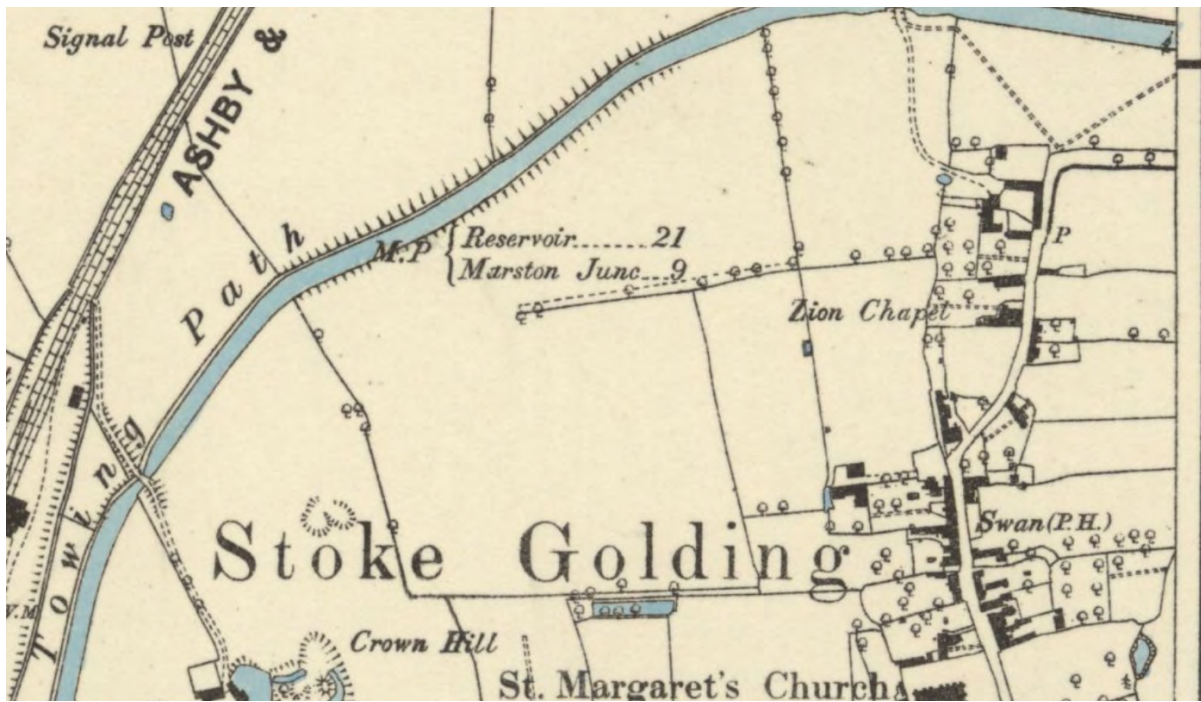 Signal Post
ASHBY &
Towing Path
M.P
Reservoir 21
Marston Junc 9
P
Zion Chapel
Swan (P.H.)
Stoke Golding
Crown Hill
St. Margaret's Church